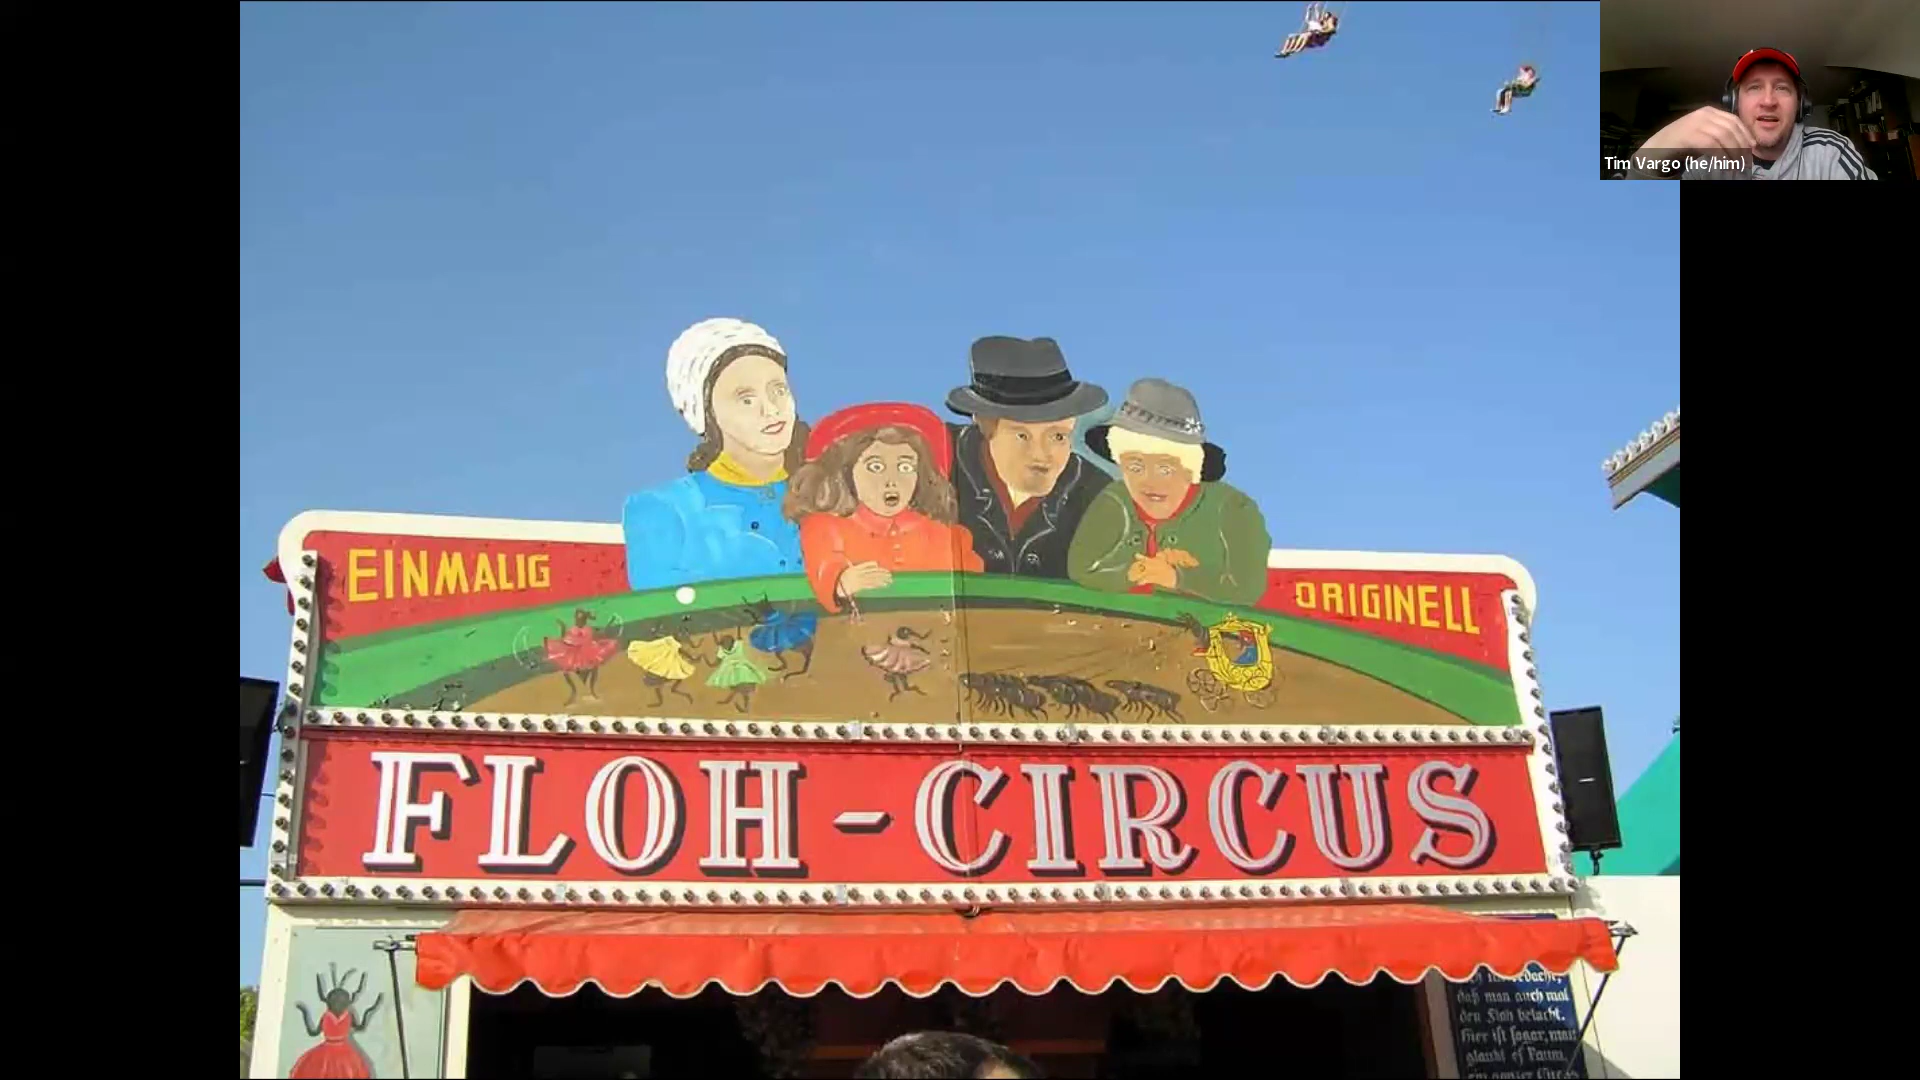 Tim Vargo (he/him)
EINMALIG
ORIGINELL
FLOH-CIRCUS
daß man auch mal
den Floh belacht.
Hier ist sogar, man
glaubt es kaum,